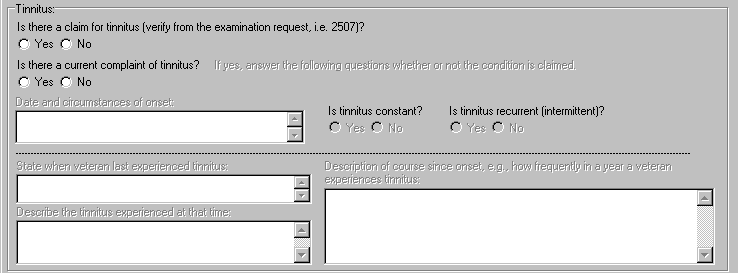 Tinnitus:
Is there a claim for tinnitus (verify from the examination request, i.e. 2507)?
Yes No
Is there a current complaint of tinnitus? If yes, answer the following questions whether or not the condition is claimed.
Yes No
Date and circumstances of onset:
Is tinnitus constant? Is tinnitus recurrent (intermittent)?
Yes No Yes No
State when veteran last experienced tinnitus:
Description of course since onset, e.g., how frequently in a year a veteran
experiences tinnitus:
Describe the tinnitus experienced at that time: